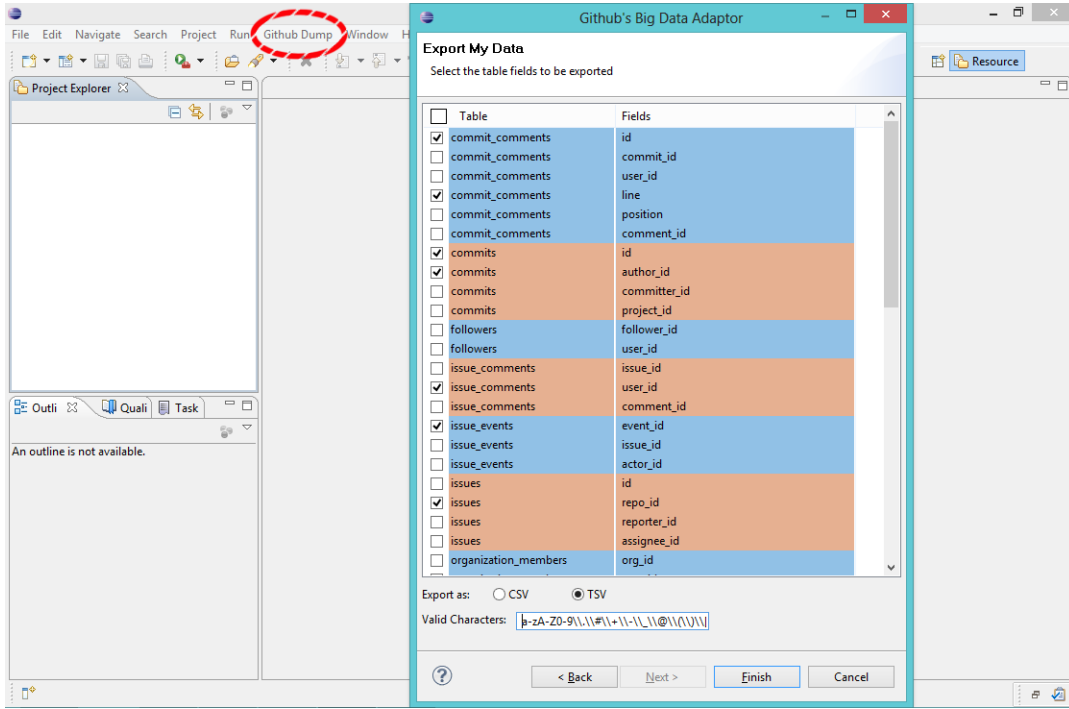 Github's Big Data Adaptor
File Edit Navigate Search Project Run Github Dump Window H
Resource
Project Explorer
Outli Quali Task
An outline is not available.
Export My Data
Select the table fields to be exported
Table Fields
commit_comments id
commit_comments commit_id
commit_comments user_id
commit_comments line
commit_comments position
commit_comments comment_id
commits id
commits author_id
commits committer_id
commits project_id
followers follower_id
followers user_id
issue_comments issue_id
issue_comments user_id
issue_comments comment_id
issue_events event_id
issue_events issue_id
issue_events actor_id
issues id
issues repo_id
issues reporter_id
issues assignee_id
organization_members org_id
Export as: CSV TSV
Valid Characters: a-zA-Z0-9\\.\\#\\+\\-\\_\\@\\(\\)\\|
< Back Next > Finish Cancel